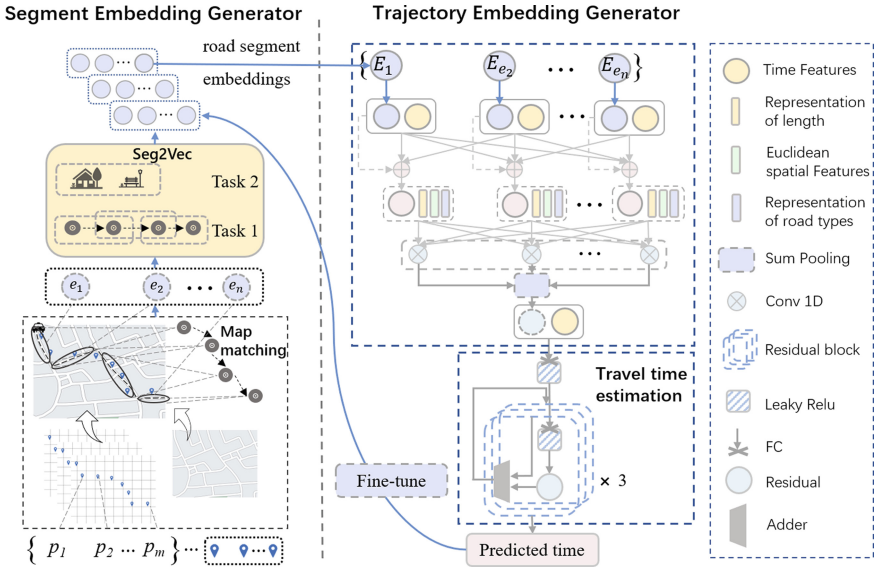 Segment Embedding Generator
road segment
embeddings
Seg2Vec
Task 2
Task 1
e1 e2 ••• en
Map
matching
{ p1 p2 ··· pm } ···
Trajectory Embedding Generator
{ E1 Ee2 ••• Een }
•••
•••
•••
Travel time
estimation
× 3
Fine-tune
Predicted time
Time Features
Representation
of length
Euclidean
spatial Features
Representation
of road types
Sum Pooling
Conv 1D
Residual block
Leaky Relu
FC
Residual
Adder